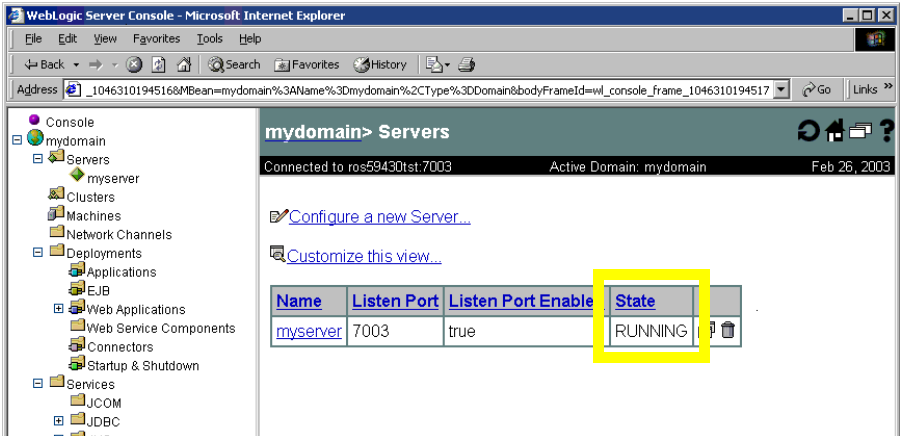 WebLogic Server Console - Microsoft Internet Explorer
File Edit View Favorites Tools Help
Back Search Favorites History
Address _1046310194516&MBean=mydomain%3AName%3Dmydomain%2CType%3DDomain&bodyFrameId=wl_console_frame_1046310194517 Go Links »
Console
mydomain
Servers
myserver
Clusters
Machines
Network Channels
Deployments
Applications
EJB
Web Applications
Web Service Components
Connectors
Startup & Shutdown
Services
JCOM
JDBC
mydomain> Servers
?
Connected to ros59430tst:7003 Active Domain: mydomain Feb 26, 2003
Configure a new Server...
Customize this view...
Name Listen Port Listen Port Enable State
myserver 7003 true RUNNING